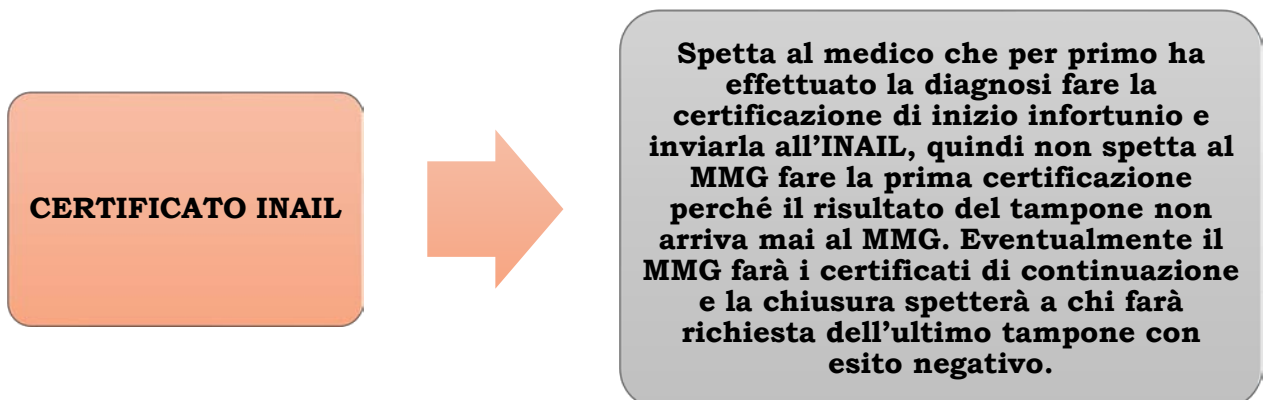 CERTIFICATO INAIL
Spetta al medico che per primo ha
effettuato la diagnosi fare la
certificazione di inizio infortunio e
inviarla all’INAIL, quindi non spetta al
MMG fare la prima certificazione
perché il risultato del tampone non
arriva mai al MMG. Eventualmente il
MMG farà i certificati di continuazione
e la chiusura spetterà a chi farà
richiesta dell’ultimo tampone con
esito negativo.